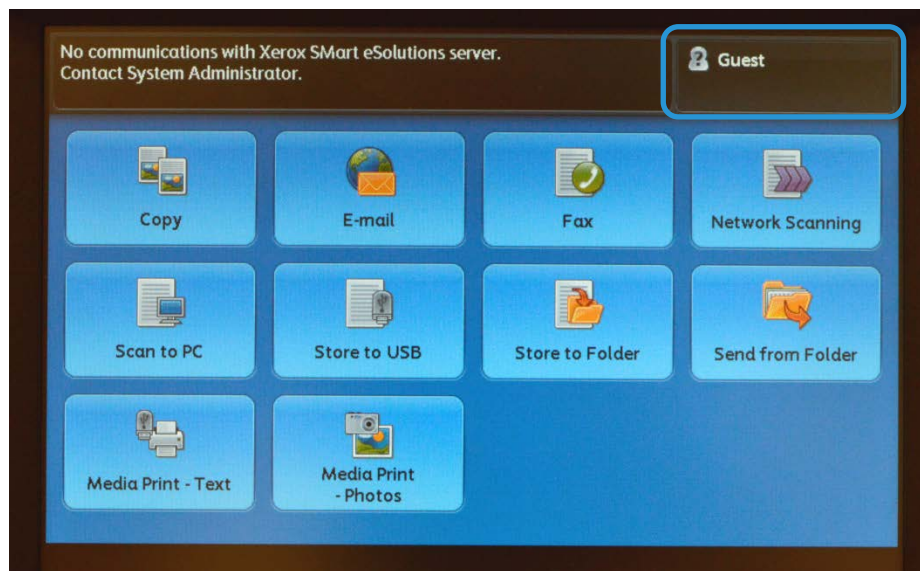 No communications with Xerox SMart eSolutions server.
Contact System Administrator.
Guest
Copy
E-mail
Fax
Network Scanning
Scan to PC
Store to USB
Store to Folder
Send from Folder
Media Print - Text
Media Print
- Photos